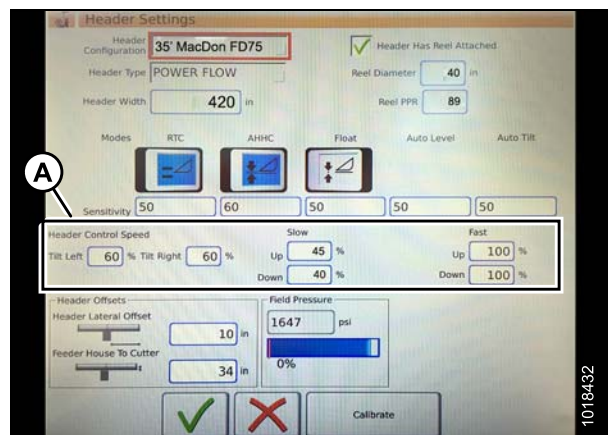 Header Settings
Header Configuration 35' MacDon FD75
Header Has Reel Attached
Header Type POWER FLOW
Reel Diameter 40 in
Header Width 420 in
Reel PPR 89
Modes RTC AHHC Float Auto Level Auto Tilt
A
Sensitivity 50 60 50 50 50
Header Control Speed
Slow
Fast
Tilt Left 60 % Tilt Right 60 %
Up 45 %
Up 100 %
Down 40 %
Down 100 %
Header Offsets
Field Pressure
Header Lateral Offset
10 in
1647 psi
Feeder House To Cutter
34 in
0%
Calibrate
1018432